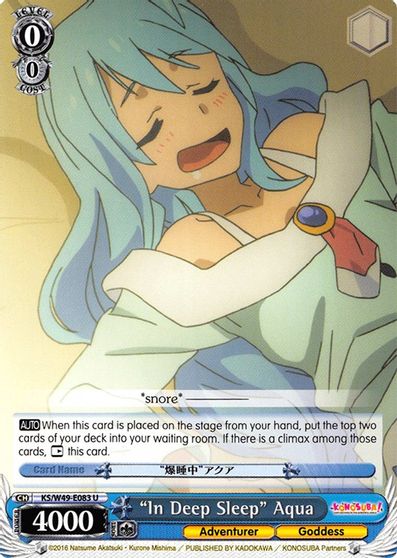 LEVEL
0
0
COST
*snore* ————
AUTO When this card is placed on the stage from your hand, put the top two
cards of your deck into your waiting room. If there is a climax among those
cards, this card.
Card Name
“爆睡中”アクア
CH KS/W49-E083 U
POWER 4000
“In Deep Sleep” Aqua
KONOSUBA!
Adventurer
Goddess
©2016 Natsume Akatsuki・Kurone Mishima / PUBLISHED BY KADOKAWA / KONOSUBA Partners